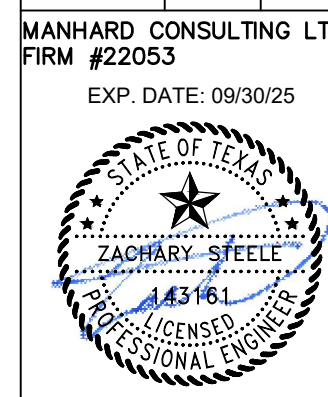 MANHARD CONSULTING LT
FIRM #22053
EXP. DATE: 09/30/25
STATE OF TEXAS
ZACHARY STEELE
143161
LICENSED
PROFESSIONAL ENGINEER